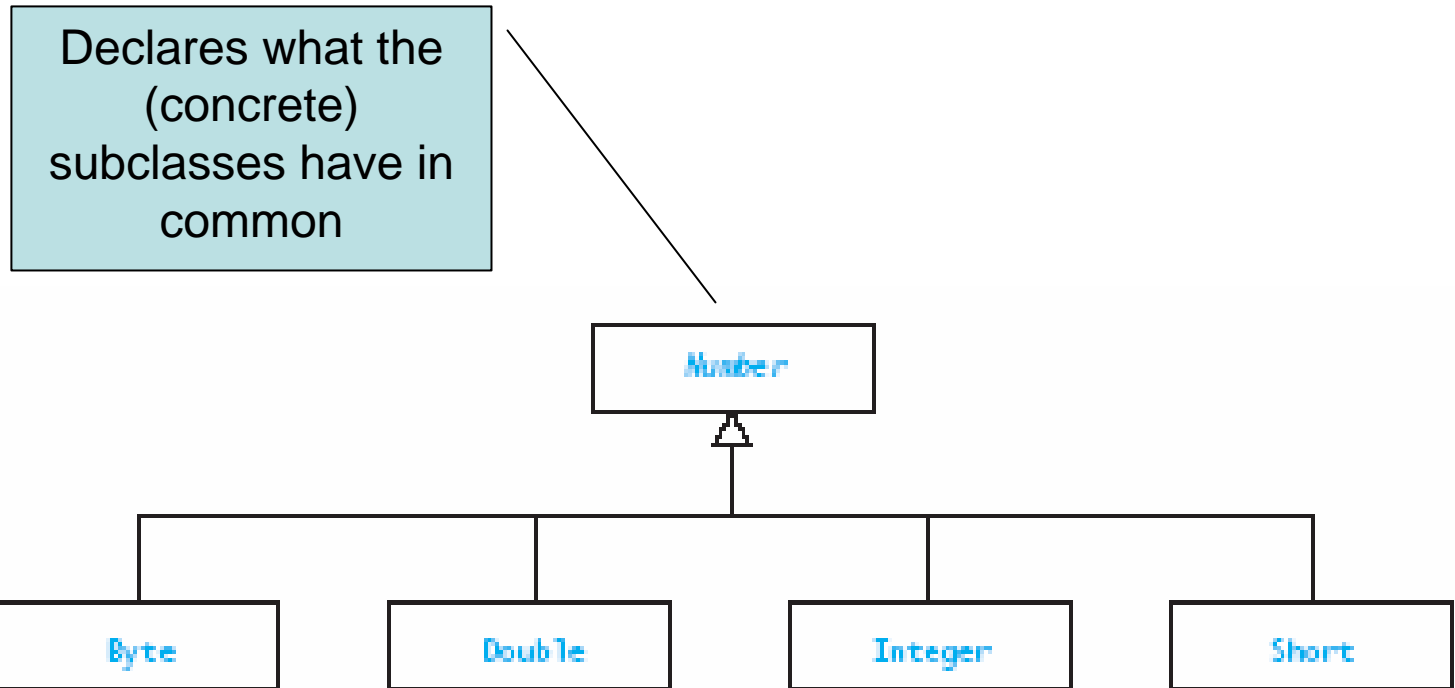 Declares what the
(concrete)
subclasses have in
common
Number
Byte
Double
Integer
Short